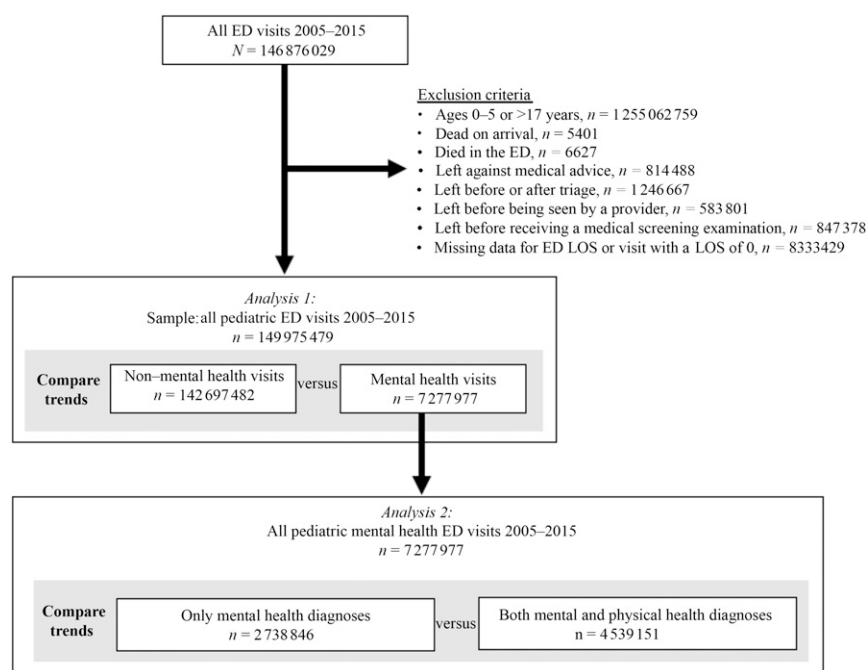 All ED visits 2005–2015
N = 146 876 029
Exclusion criteria
• Ages 0–5 or >17 years, n = 1 255 062 759
• Dead on arrival, n = 5401
• Died in the ED, n = 6627
• Left against medical advice, n = 814 488
• Left before or after triage, n = 1 246 667
• Left before being seen by a provider, n = 583 801
• Left before receiving a medical screening examination, n = 847 378
• Missing data for ED LOS or visit with a LOS of 0, n = 8333429
Analysis 1:
Sample: all pediatric ED visits 2005–2015
n = 149 975 479
Compare trends
Non–mental health visits
n = 142 697 482
versus
Mental health visits
n = 7 277 977
Analysis 2:
All pediatric mental health ED visits 2005–2015
n = 7 277 977
Compare trends
Only mental health diagnoses
n = 2 738 846
versus
Both mental and physical health diagnoses
n = 4 539 151